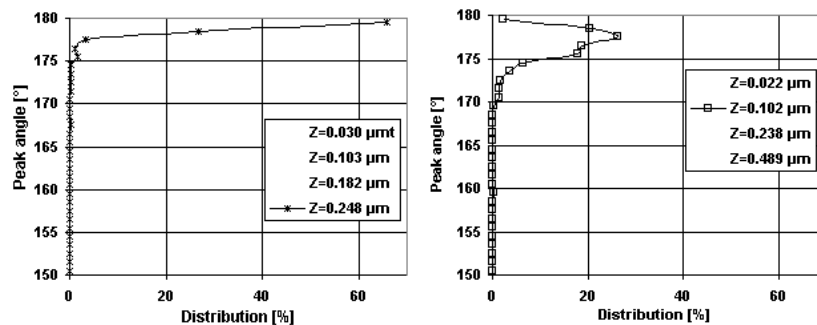 180
175
170
165
160
155
150
Peak angle [°]
Z=0.030 µmt
Z=0.103 µm
Z=0.182 µm
Z=0.248 µm
0
20
40
60
Distribution [%]
180
175
170
165
160
155
150
Peak angle [°]
Z=0.022 µm
Z=0.102 µm
Z=0.238 µm
Z=0.489 µm
0
20
40
60
Distribution [%]